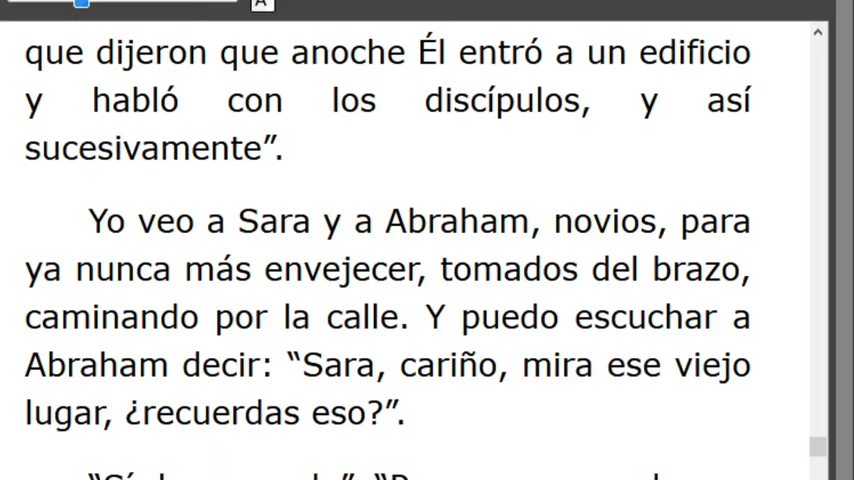 A
que dijeron que anoche Él entró a un edificio
y habló con los discípulos, y así
sucesivamente”.
Yo veo a Sara y a Abraham, novios, para
ya nunca más envejecer, tomados del brazo,
caminando por la calle. Y puedo escuchar a
Abraham decir: “Sara, cariño, mira ese viejo
lugar, ¿recuerdas eso?”.